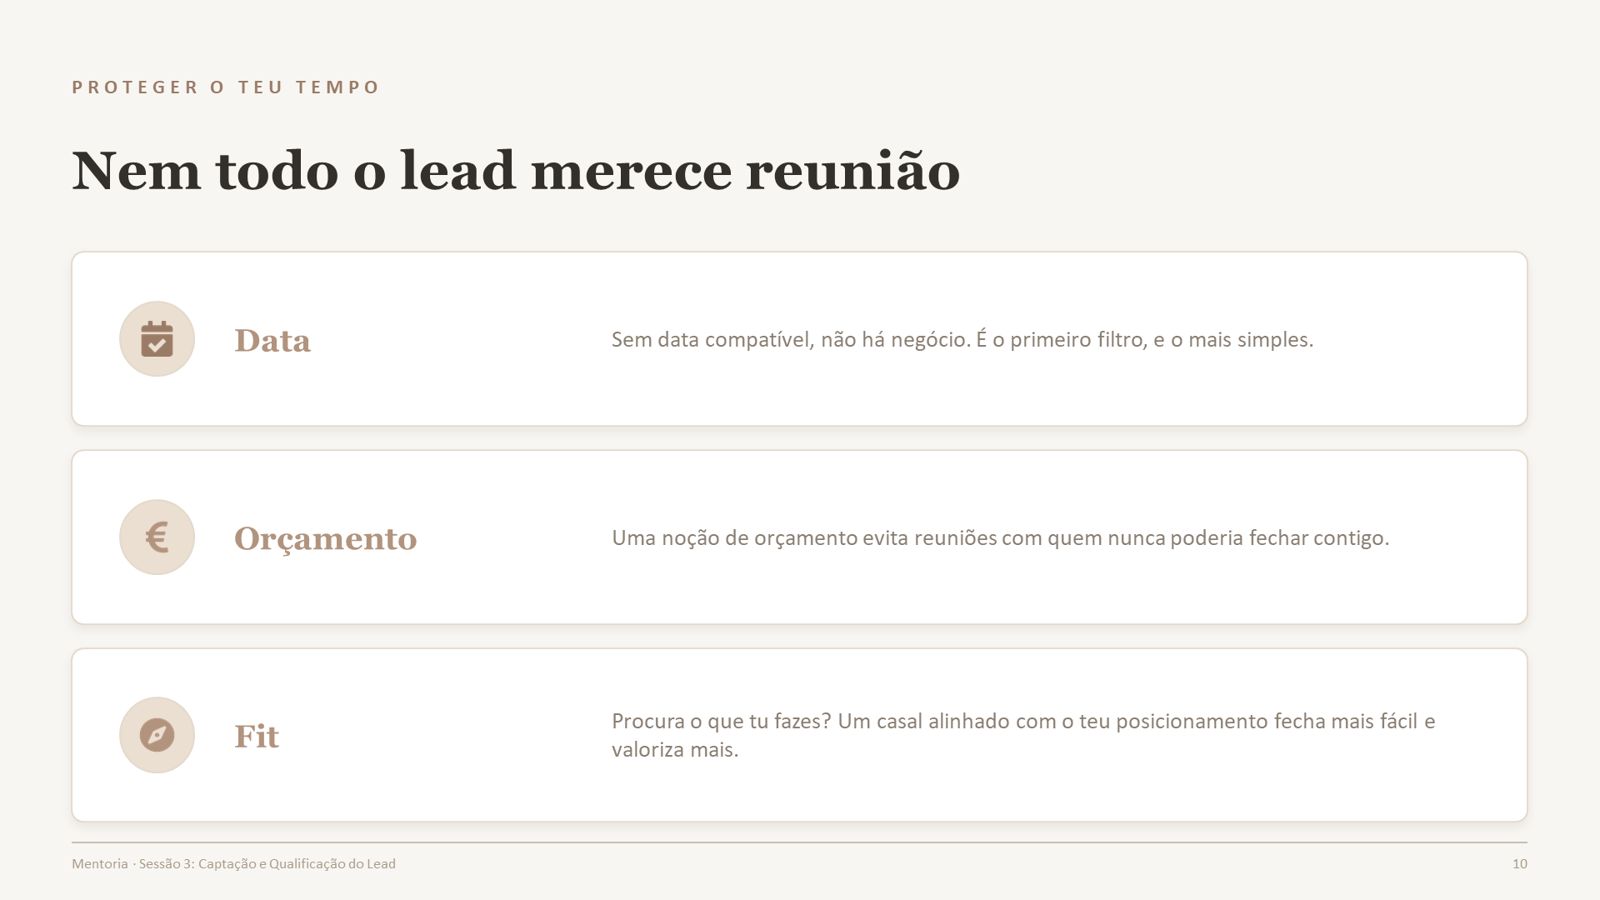 PROTEGER O TEU TEMPO
Nem todo o lead merece reunião
Data
Sem data compatível, não há negócio. É o primeiro filtro, e o mais simples.
€
Orçamento
Uma noção de orçamento evita reuniões com quem nunca poderia fechar contigo.
Fit
Procura o que tu fazes? Um casal alinhado com o teu posicionamento fecha mais fácil e
valoriza mais.
Mentoria · Sessão 3: Captação e Qualificação do Lead
10